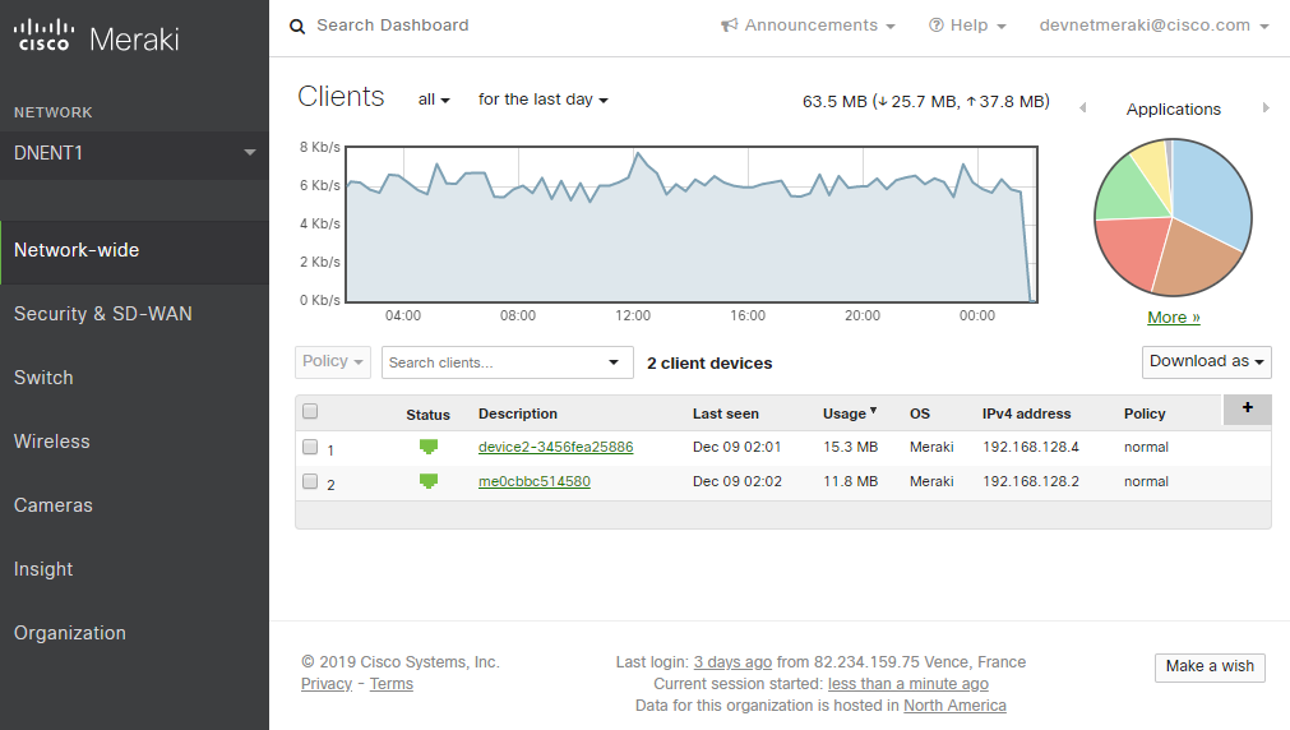 cisco Meraki
NETWORK
DNENT1
Network-wide
Security & SD-WAN
Switch
Wireless
Cameras
Insight
Organization
Search Dashboard
Announcements
Help
devnetmeraki@cisco.com
Clients all for the last day
63.5 MB (↓ 25.7 MB, ↑ 37.8 MB)
Applications
8 Kb/s
6 Kb/s
4 Kb/s
2 Kb/s
0 Kb/s
04:00 08:00 12:00 16:00 20:00 00:00
More »
Policy Search clients... 2 client devices Download as
Status Description Last seen Usage OS IPv4 address Policy +
1 device2-3456fea25886 Dec 09 02:01 15.3 MB Meraki 192.168.128.4 normal
2 me0cbbc514580 Dec 09 02:02 11.8 MB Meraki 192.168.128.2 normal
© 2019 Cisco Systems, Inc.
Privacy - Terms
Last login: 3 days ago from 82.234.159.75 Vence, France
Current session started: less than a minute ago
Data for this organization is hosted in North America
Make a wish